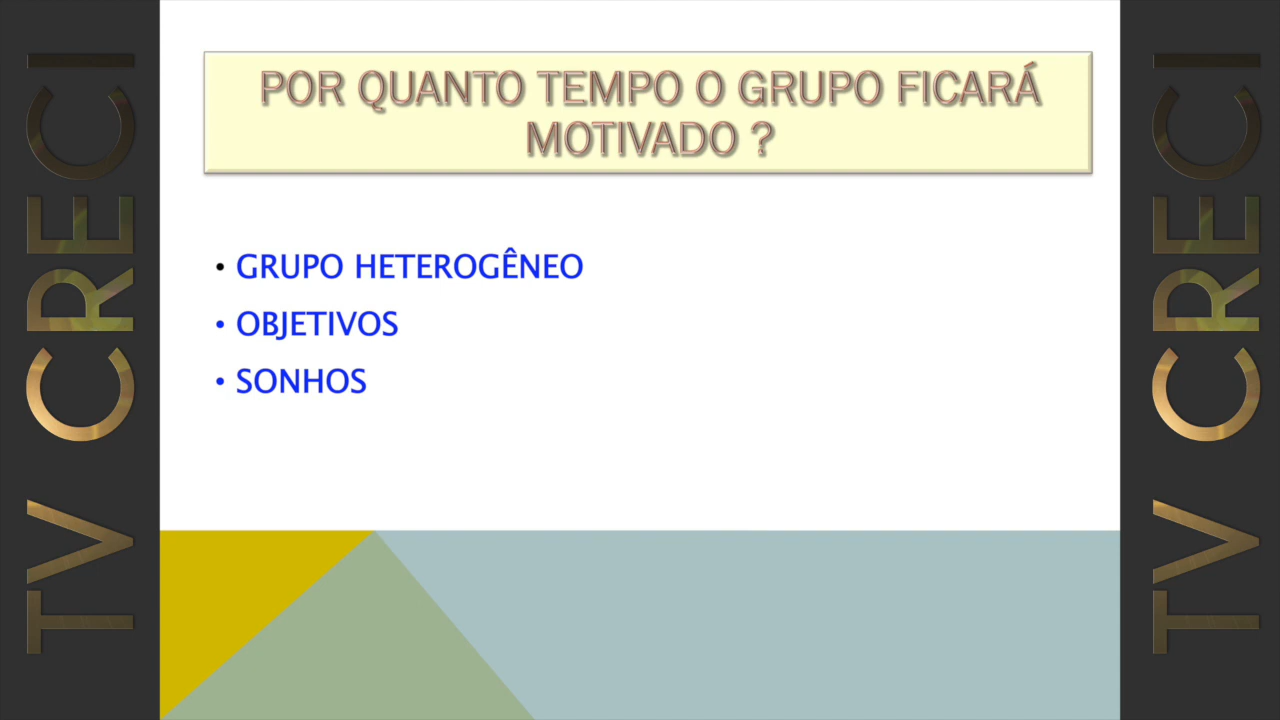 TV CRECI
POR QUANTO TEMPO O GRUPO FICARÁ
MOTIVADO ?
• GRUPO HETEROGÊNEO
• OBJETIVOS
• SONHOS
TV CRECI